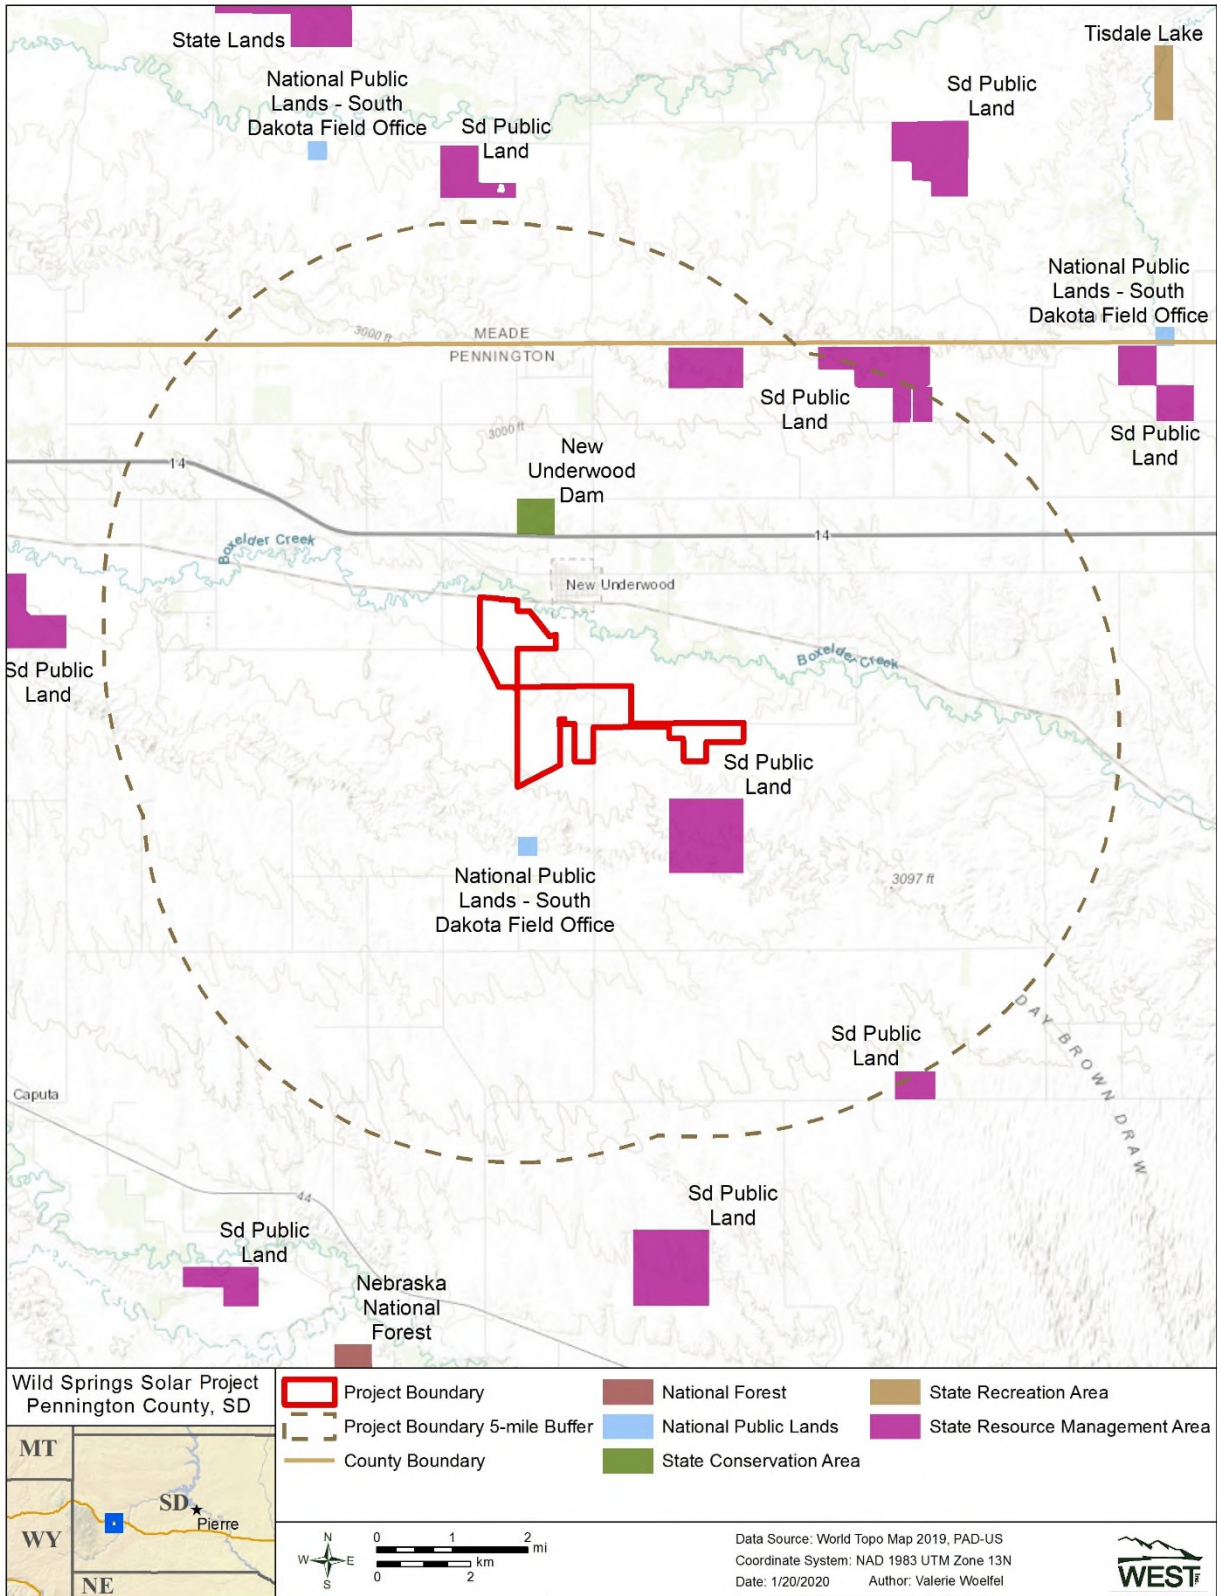 State Lands
Tisdale Lake
National Public
Lands - South
Dakota Field Office
Sd Public
Land
Sd Public
Land
National Public
Lands - South
Dakota Field Office
3000 ft
MEADE
PENNINGTON
Sd Public
Land
Sd Public
Land
3000 ft
New
Underwood
Dam
14
14
Boxelder Creek
New Underwood
Boxelder Creek
Sd Public
Land
Sd Public
Land
National Public
Lands - South
Dakota Field Office
3097 ft
DAY BROWN DRAW
Sd Public
Land
Caputa
44
Sd Public
Land
Sd Public
Land
Nebraska
National
Forest
Wild Springs Solar Project
Pennington County, SD
MT
SD
Pierre
WY
NE
Project Boundary
Project Boundary 5-mile Buffer
County Boundary
National Forest
National Public Lands
State Conservation Area
State Recreation Area
State Resource Management Area
N
W E
S
0 1 2
mi
km
0 2
Data Source: World Topo Map 2019, PAD-US
Coordinate System: NAD 1983 UTM Zone 13N
Date: 1/20/2020 Author: Valerie Woelfel
WEST Inc.